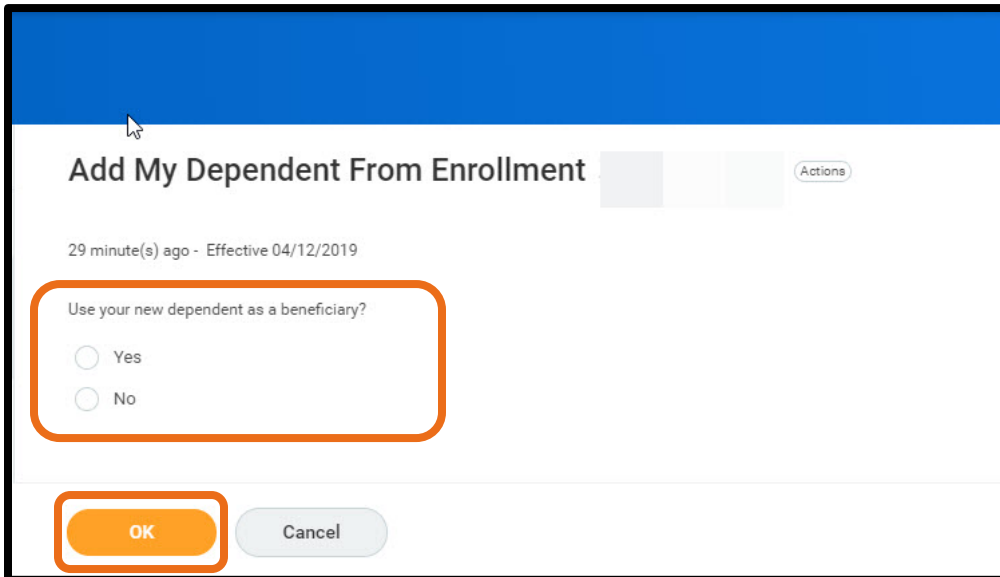 Add My Dependent From Enrollment Actions
29 minute(s) ago - Effective 04/12/2019
Use your new dependent as a beneficiary?
Yes
No
OK Cancel